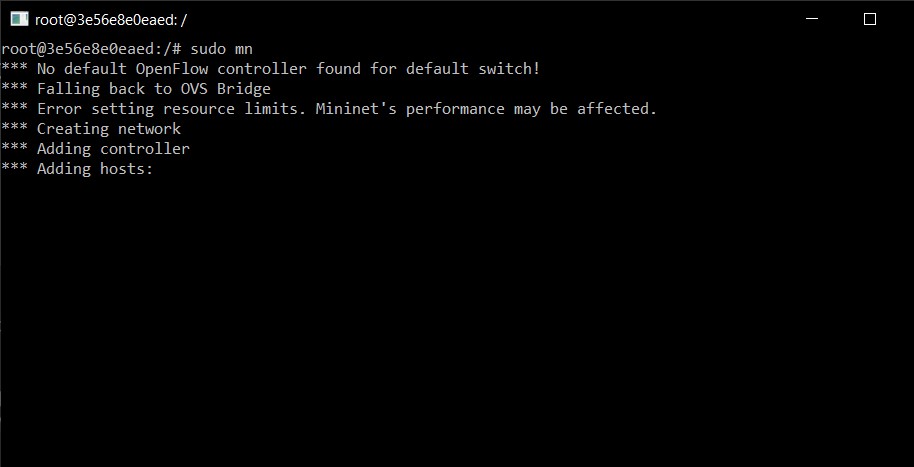 root@3e56e8e0eaed: /
root@3e56e8e0eaed:/# sudo mn
*** No default OpenFlow controller found for default switch!
*** Falling back to OVS Bridge
*** Error setting resource limits. Mininet's performance may be affected.
*** Creating network
*** Adding controller
*** Adding hosts: